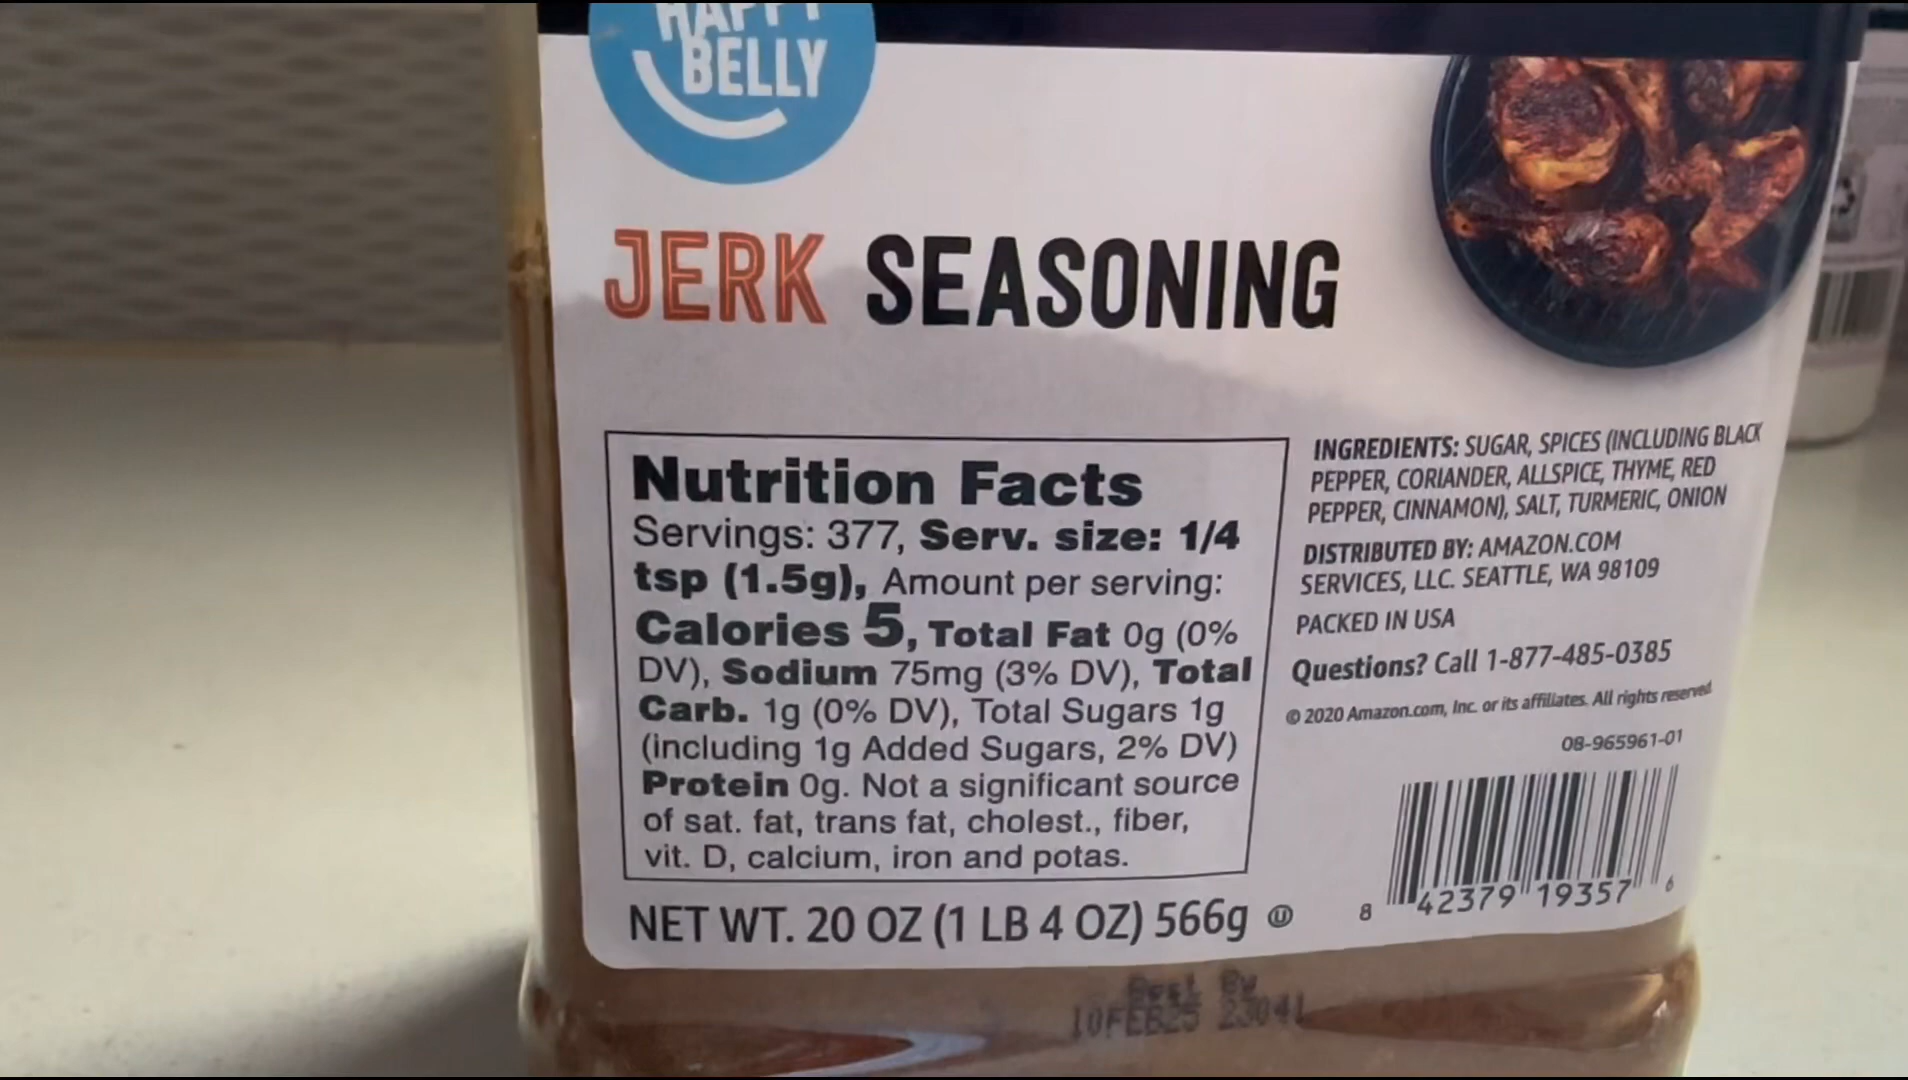 HAPPY
BELLY
JERK SEASONING
Nutrition Facts
Servings: 377, Serv. size: 1/4
tsp (1.5g), Amount per serving:
Calories 5, Total Fat 0g (0%
DV), Sodium 75mg (3% DV), Total
Carb. 1g (0% DV), Total Sugars 1g
(including 1g Added Sugars, 2% DV)
Protein 0g. Not a significant source
of sat. fat, trans fat, cholest., fiber,
vit. D, calcium, iron and potas.
NET WT. 20 OZ (1 LB 4 OZ) 566g U
INGREDIENTS: SUGAR, SPICES (INCLUDING BLACK
PEPPER, CORIANDER, ALLSPICE, THYME, RED
PEPPER, CINNAMON), SALT, TURMERIC, ONION
DISTRIBUTED BY: AMAZON.COM
SERVICES, LLC. SEATTLE, WA 98109
PACKED IN USA
Questions? Call 1-877-485-0385
© 2020 Amazon.com, Inc. or its affiliates. All rights reserved.
08-965961-01
8 42379 19357 6
Best By
10FEB25 23041